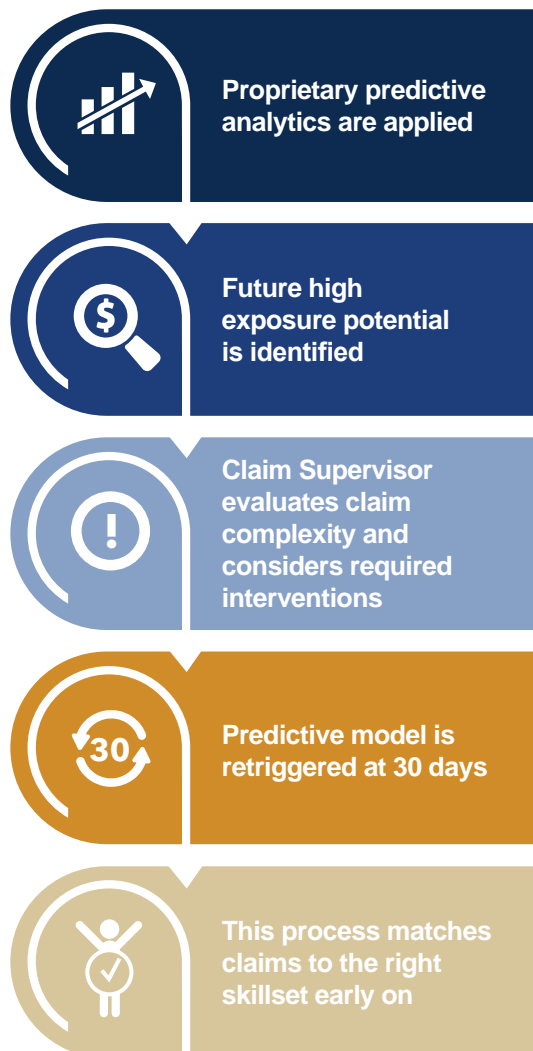 Proprietary predictive
analytics are applied
$
Future high
exposure potential
is identified
!
Claim Supervisor
evaluates claim
complexity and
considers required
interventions
30
Predictive model is
retriggered at 30 days
This process matches
claims to the right
skillset early on